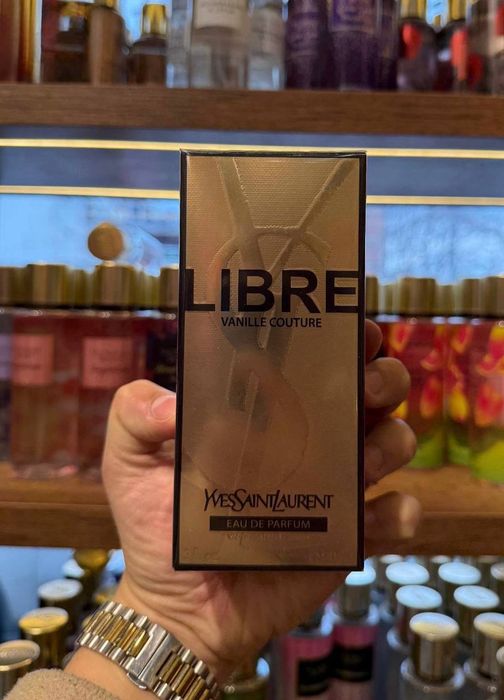 LIBRE
VANILLE COUTURE
YVESSAINTLAURENT
EAU DE PARFUM